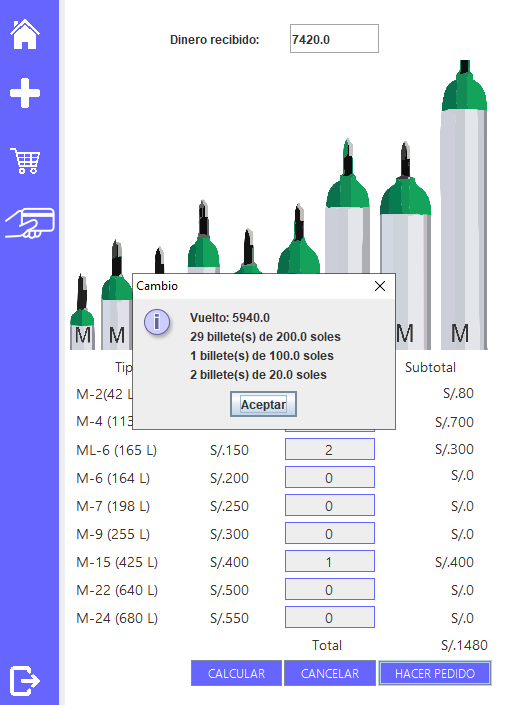 Dinero recibido: 7420.0
Cambio
Vuelto: 5940.0
29 billete(s) de 200.0 soles
1 billete(s) de 100.0 soles
2 billete(s) de 20.0 soles
Aceptar
M M M
Subtotal
M-2(42 L S/.80
M-4 (113 S/.700
ML-6 (165 L) S/.150 2 S/.300
M-6 (164 L) S/.200 0 S/.0
M-7 (198 L) S/.250 0 S/.0
M-9 (255 L) S/.300 0 S/.0
M-15 (425 L) S/.400 1 S/.400
M-22 (640 L) S/.500 0 S/.0
M-24 (680 L) S/.550 0 S/.0
Total S/.1480
CALCULAR CANCELAR HACER PEDIDO